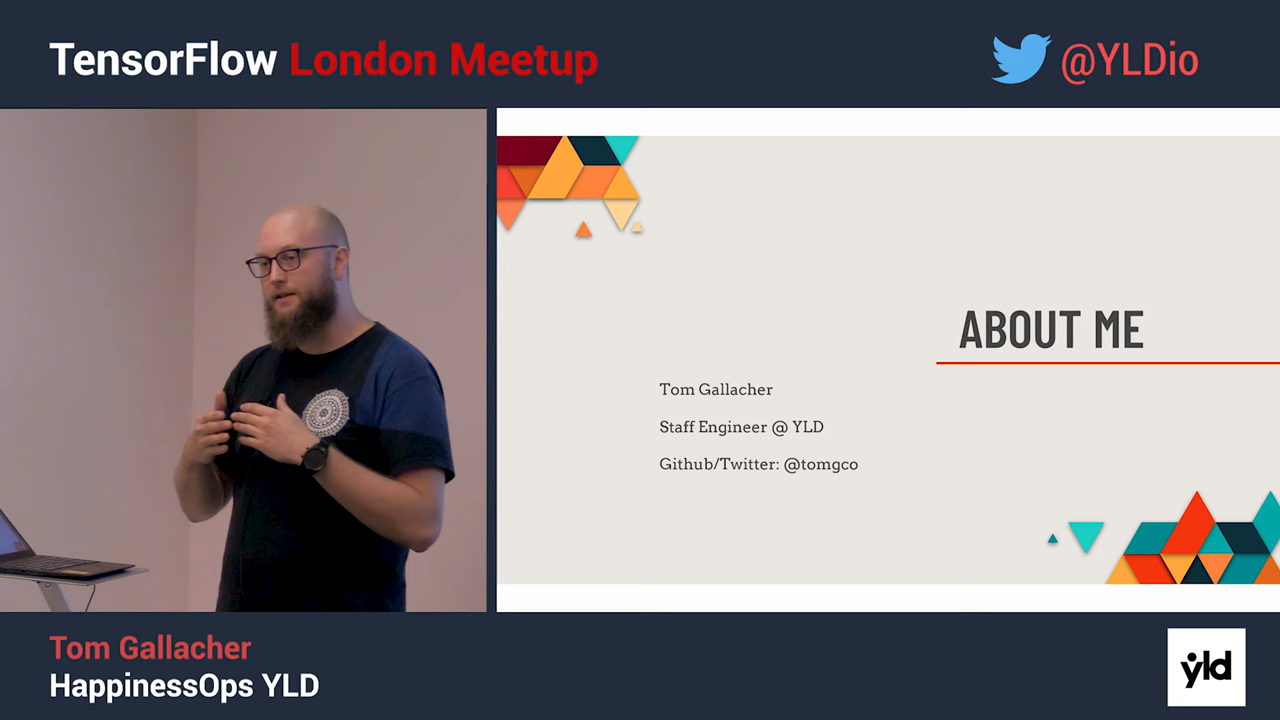 TensorFlow London Meetup
@YLDio
ABOUT ME
Tom Gallacher
Staff Engineer @ YLD
Github/Twitter: @tomgco
Tom Gallacher
HappinessOps YLD
yld